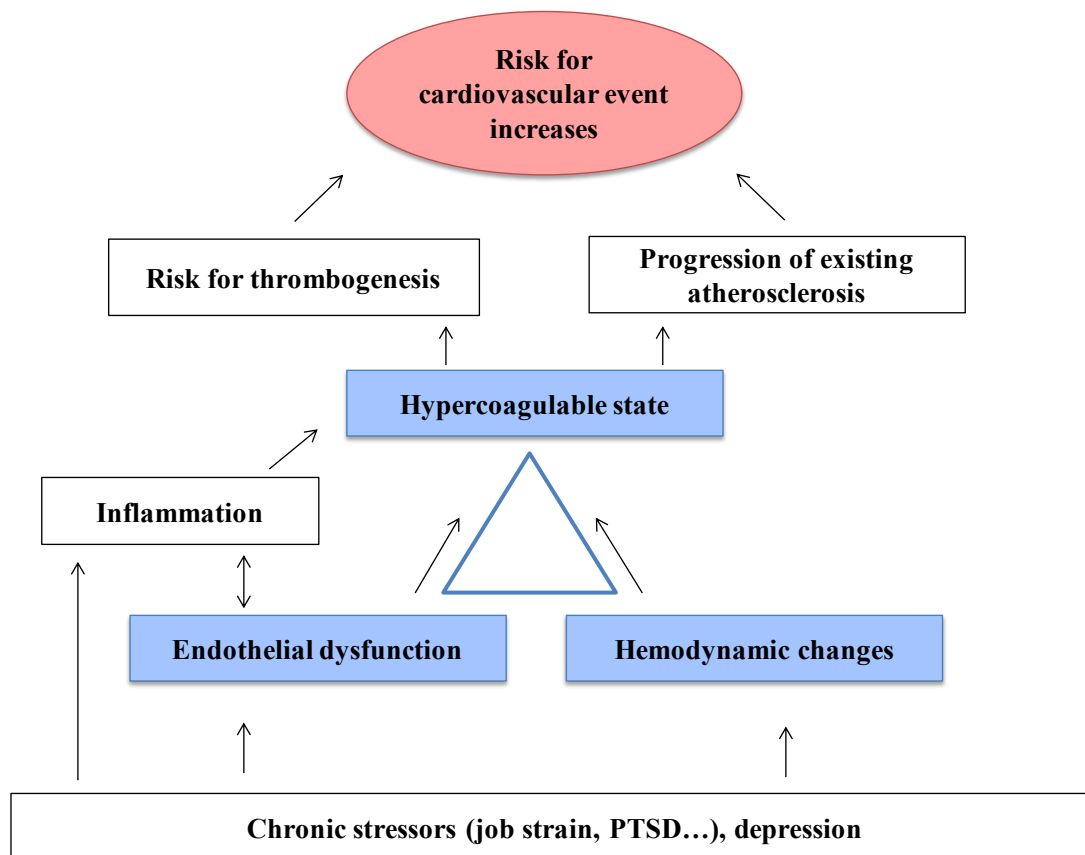 Risk for
cardiovascular event
increases
Risk for thrombogenesis
Progression of existing
atherosclerosis
Hypercoagulable state
Inflammation
Endothelial dysfunction
Hemodynamic changes
Chronic stressors (job strain, PTSD…), depression